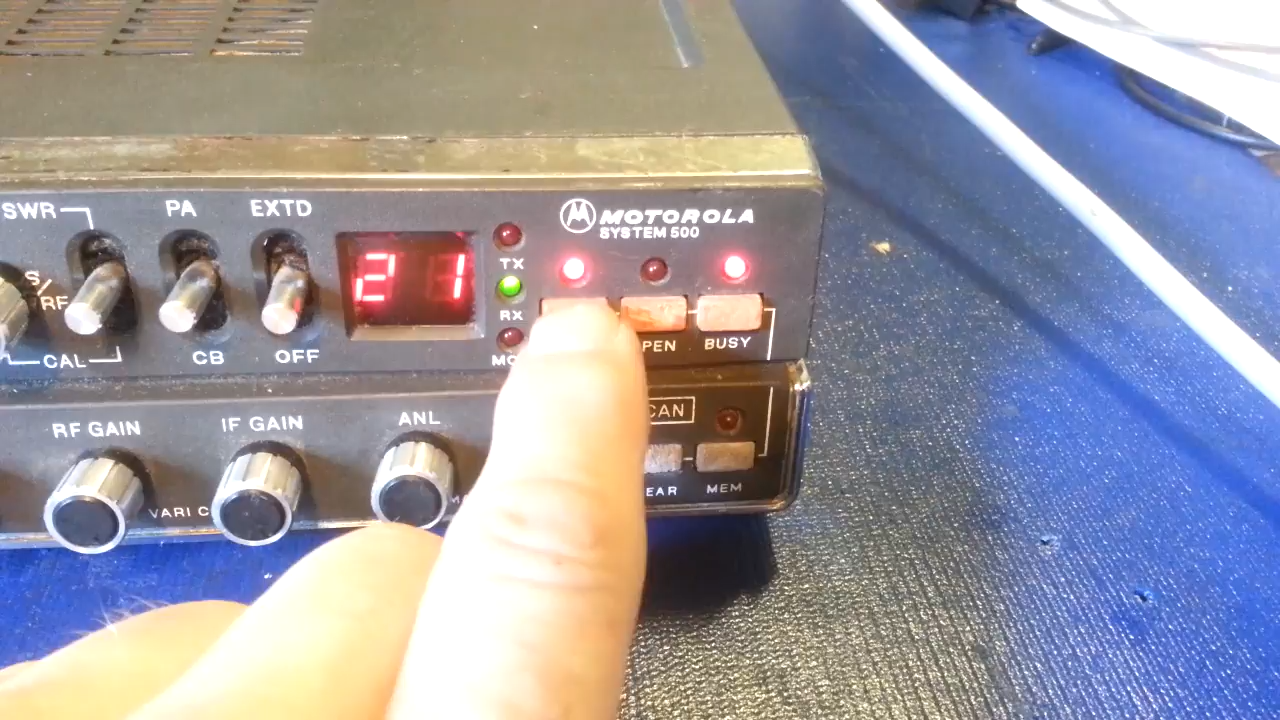 SWR
PA
EXTD
MOTOROLA
SYSTEM 500
S/
RF
21
TX
RX
CAL
CB
OFF
BUSY
RF GAIN
IF GAIN
ANL
MEM